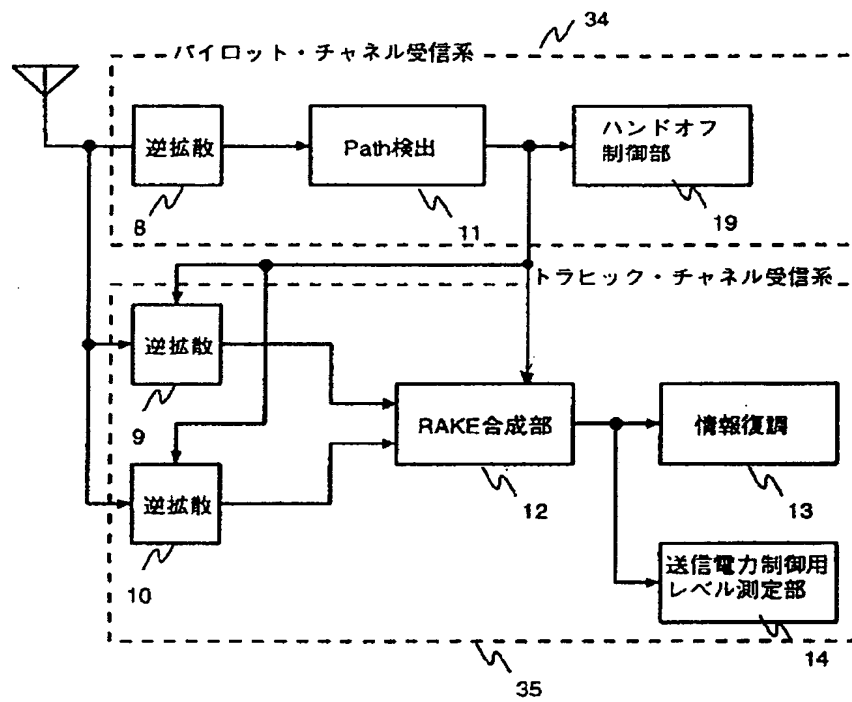 34
パイロット・チャネル受信系
逆拡散
8
Path検出
11
ハンドオフ
制御部
19
トラヒック・チャネル受信系
逆拡散
9
逆拡散
10
RAKE合成部
12
情報復調
13
送信電力制御用
レベル測定部
14
35